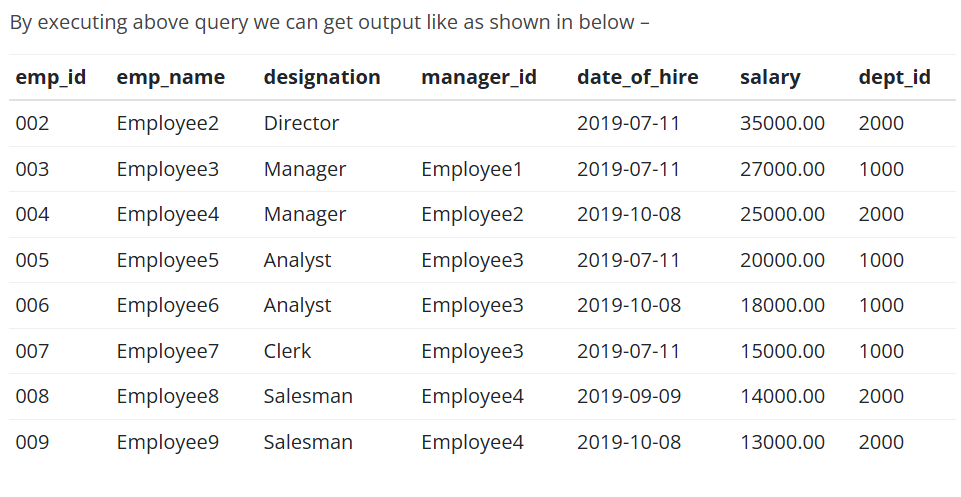 By executing above query we can get output like as shown in below –
emp_id emp_name designation manager_id date_of_hire salary dept_id
002 Employee2 Director 2019-07-11 35000.00 2000
003 Employee3 Manager Employee1 2019-07-11 27000.00 1000
004 Employee4 Manager Employee2 2019-10-08 25000.00 2000
005 Employee5 Analyst Employee3 2019-07-11 20000.00 1000
006 Employee6 Analyst Employee3 2019-10-08 18000.00 1000
007 Employee7 Clerk Employee3 2019-07-11 15000.00 1000
008 Employee8 Salesman Employee4 2019-09-09 14000.00 2000
009 Employee9 Salesman Employee4 2019-10-08 13000.00 2000